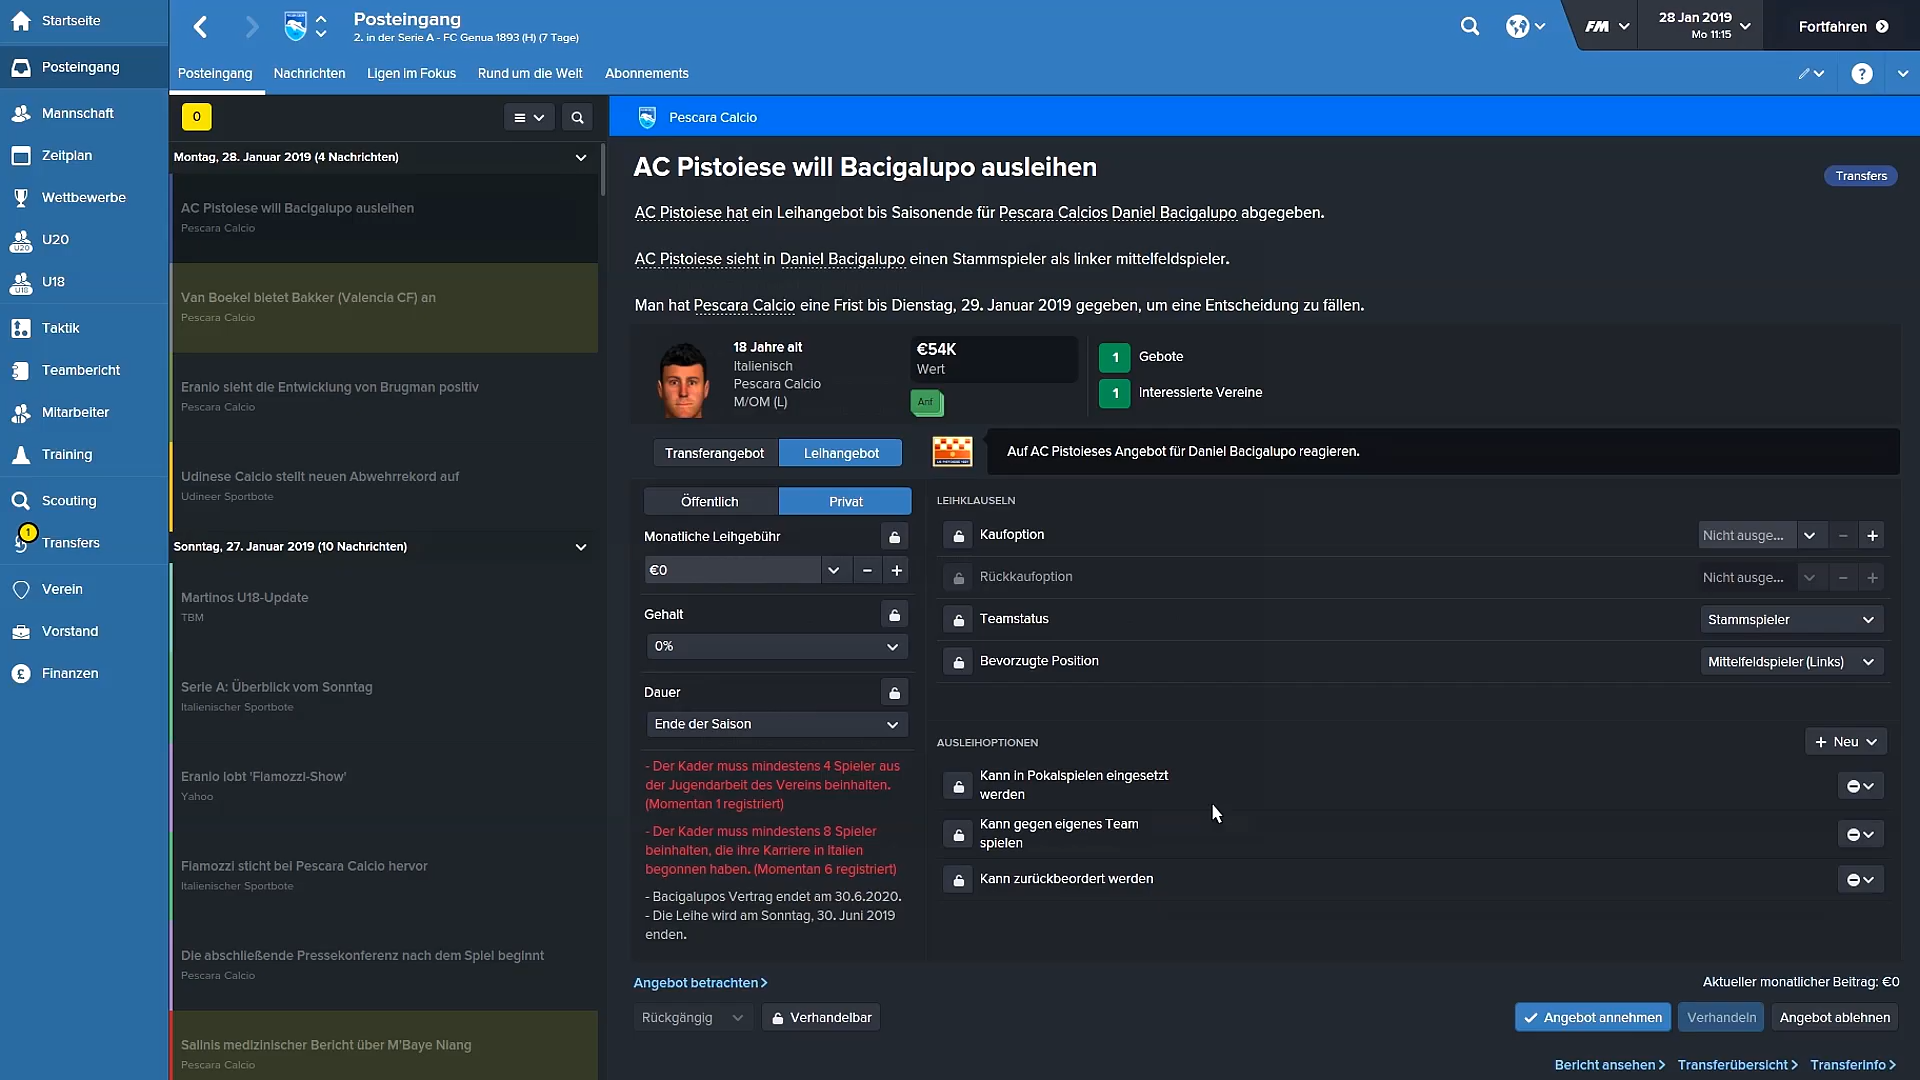 Startseite
Posteingang
Mannschaft
Zeitplan
Wettbewerbe
U20
U18
Taktik
Teambericht
Mitarbeiter
Training
Scouting
1
Transfers
Verein
Vorstand
Finanzen
Posteingang
2. in der Serie A - FC Genua 1893 (H) (7 Tage)
FM
28 Jan 2019
Mo 11:15
Fortfahren
Posteingang
Nachrichten
Ligen im Fokus
Rund um die Welt
Abonnements
0
Montag, 28. Januar 2019 (4 Nachrichten)
AC Pistoiese will Bacigalupo ausleihen
Pescara Calcio
Van Boekel bietet Bakker (Valencia CF) an
Pescara Calcio
Eranio sieht die Entwicklung von Brugman positiv
Pescara Calcio
Udinese Calcio stellt neuen Abwehrrekord auf
Udineer Sportbote
Sonntag, 27. Januar 2019 (10 Nachrichten)
Martinos U18-Update
TBM
Serie A: Überblick vom Sonntag
Italienischer Sportbote
Eranio lobt 'Fiamozzi-Show'
Yahoo
Fiamozzi sticht bei Pescara Calcio hervor
Italienischer Sportbote
Die abschließende Pressekonferenz nach dem Spiel beginnt
Pescara Calcio
Salinis medizinischer Bericht über M'Baye Niang
Pescara Calcio
Pescara Calcio
AC Pistoiese will Bacigalupo ausleihen
Transfers
AC Pistoiese hat ein Leihangebot bis Saisonende für Pescara Calcios Daniel Bacigalupo abgegeben.
AC Pistoiese sieht in Daniel Bacigalupo einen Stammspieler als linker mittelfeldspieler.
Man hat Pescara Calcio eine Frist bis Dienstag, 29. Januar 2019 gegeben, um eine Entscheidung zu fällen.
18 Jahre alt
Italienisch
Pescara Calcio
M/OM (L)
€54K
Wert
Anf
1 Gebote
1 Interessierte Vereine
Transferangebot
Leihangebot
Auf AC Pistoieses Angebot für Daniel Bacigalupo reagieren.
Öffentlich
Privat
Monatliche Leihgebühr
€0
Gehalt
0%
Dauer
Ende der Saison
- Der Kader muss mindestens 4 Spieler aus
der Jugendarbeit des Vereins beinhalten.
(Momentan 1 registriert)
- Der Kader muss mindestens 8 Spieler
beinhalten, die ihre Karriere in Italien
begonnen haben. (Momentan 6 registriert)
- Bacigalupos Vertrag endet am 30.6.2020.
- Die Leihe wird am Sonntag, 30. Juni 2019
enden.
LEIHKLAUSELN
Kaufoption
Nicht ausge...
Rückkaufoption
Nicht ausge...
Teamstatus
Stammspieler
Bevorzugte Position
Mittelfeldspieler (Links)
AUSLEIHOPTIONEN
Neu
Kann in Pokalspielen eingesetzt
werden
Kann gegen eigenes Team
spielen
Kann zurückbeordert werden
Angebot betrachten
Aktueller monatlicher Beitrag: €0
Rückgängig
Verhandelbar
Angebot annehmen
Verhandeln
Angebot ablehnen
Bericht ansehen
Transferübersicht
Transferinfo